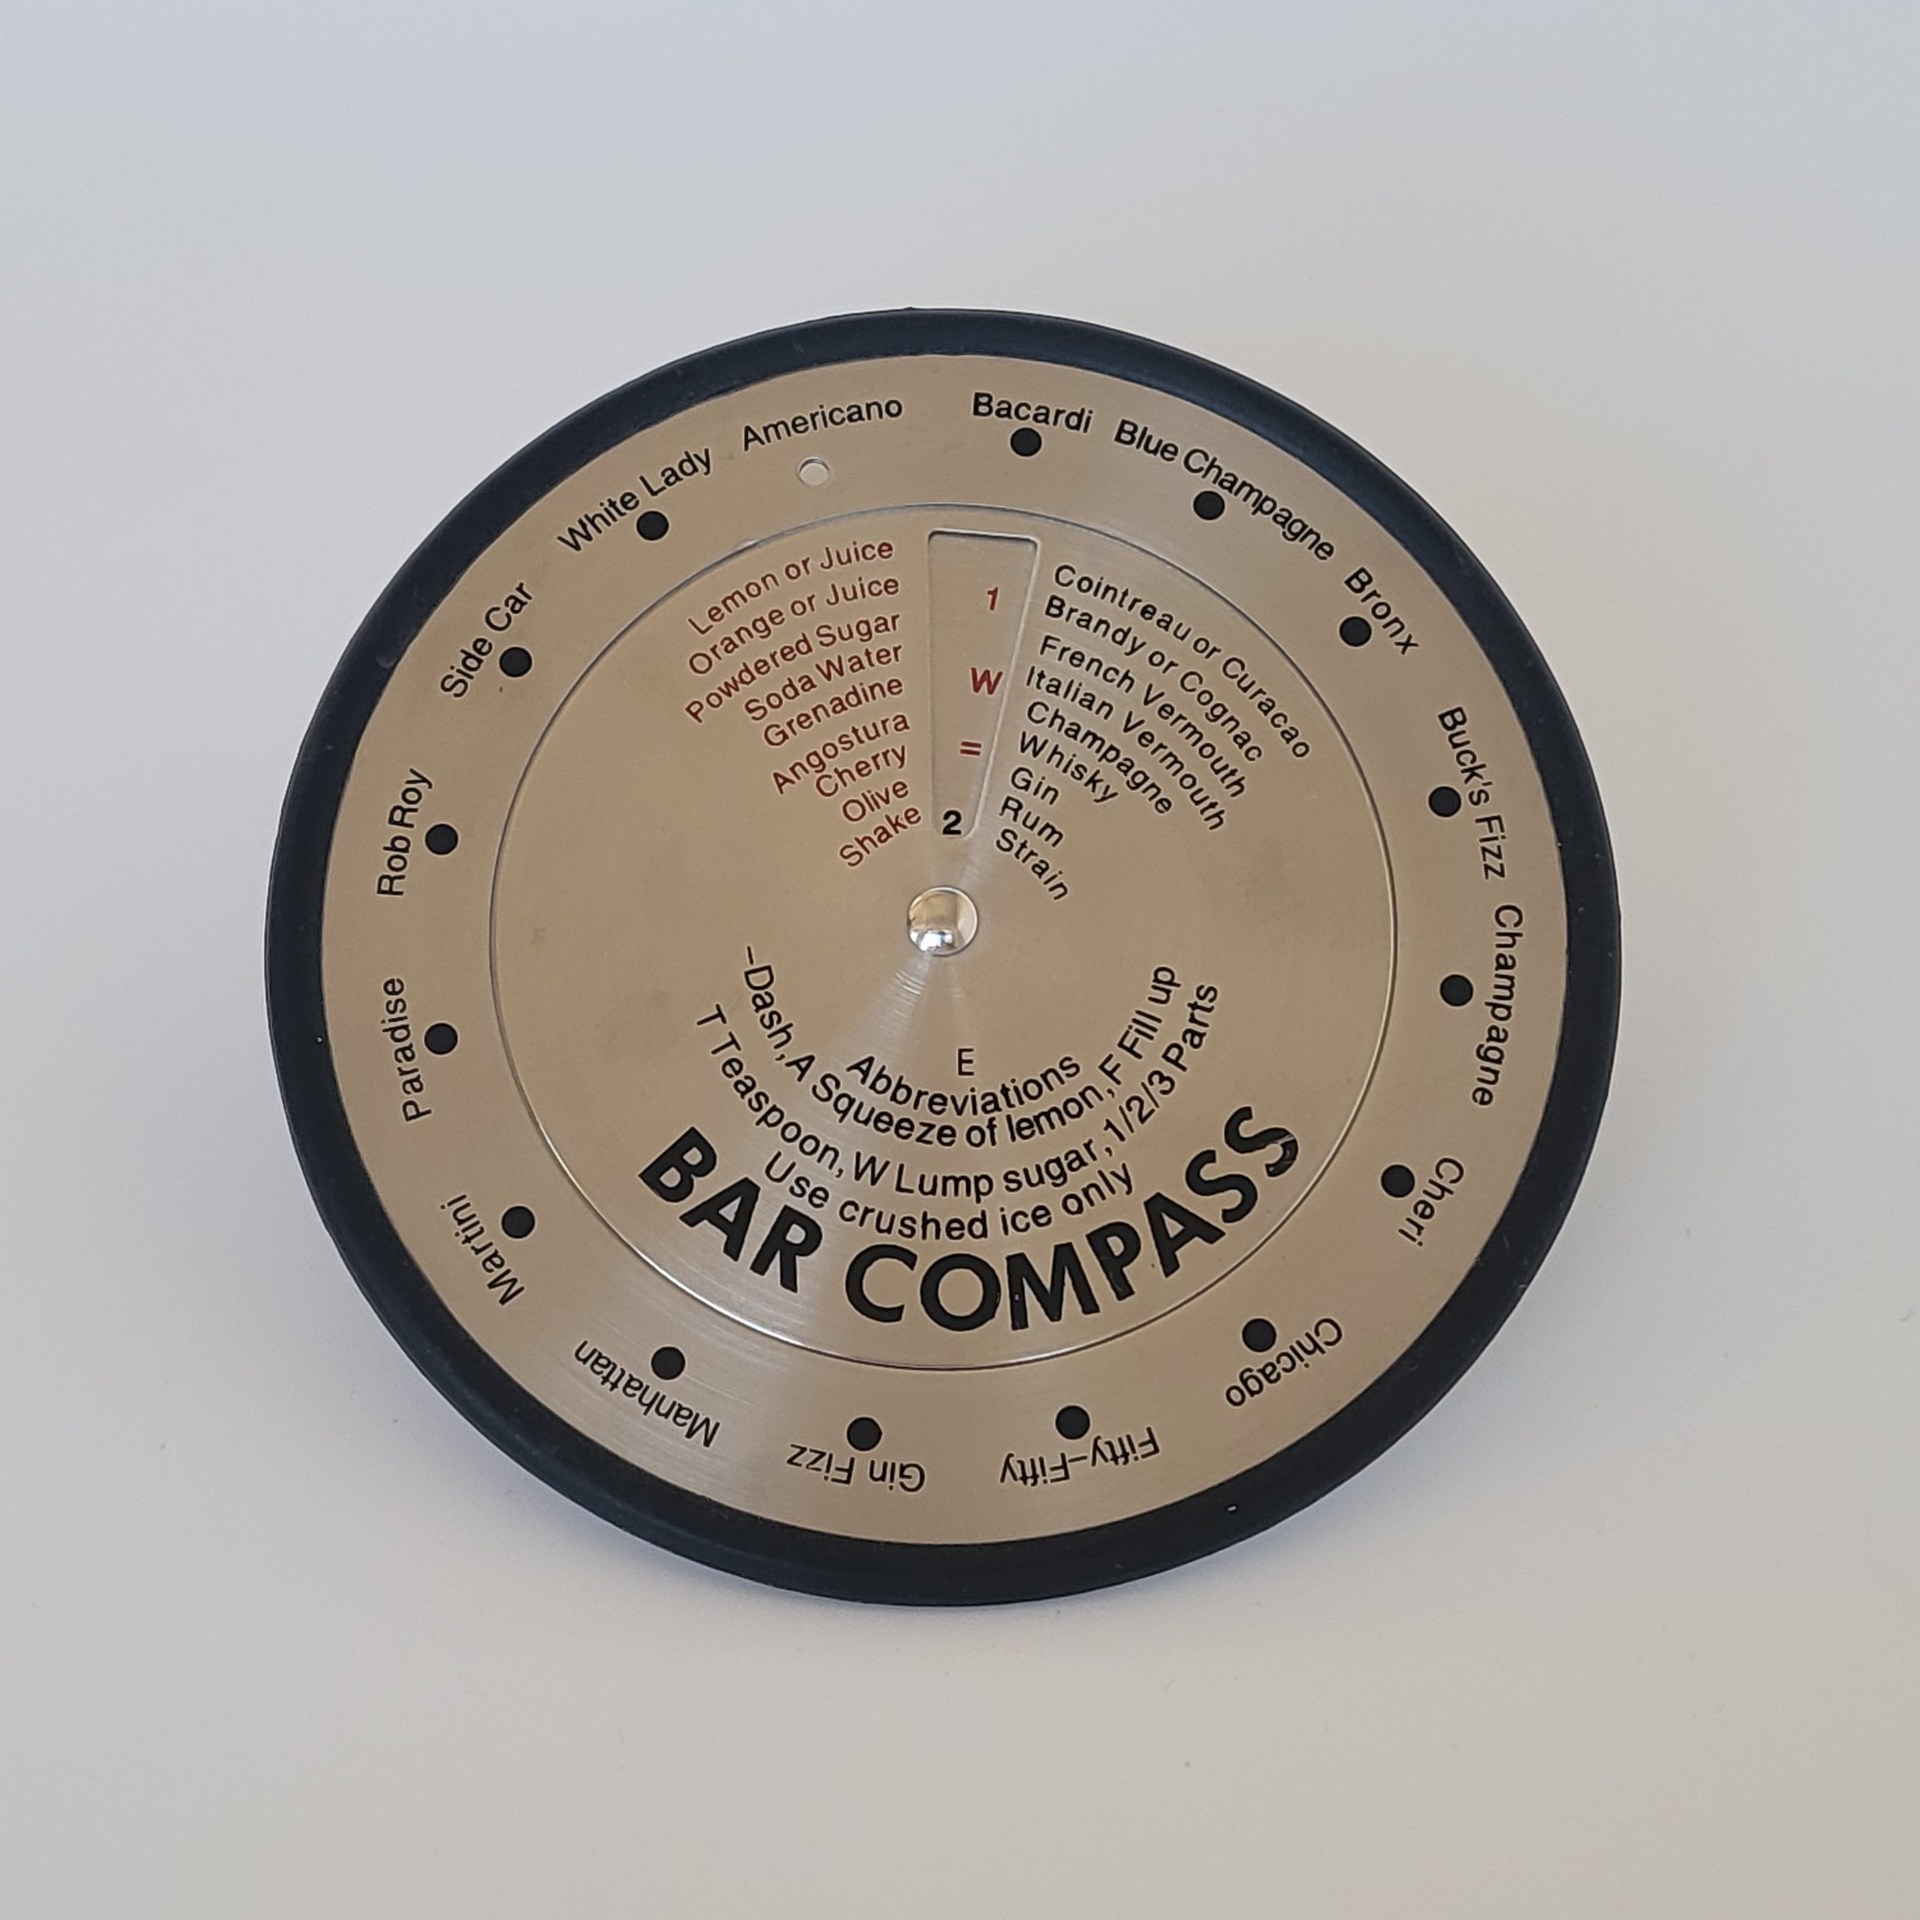 Americano
Bacardi
Blue Champagne
Bronx
Buck's Fizz
Champagne
Cheri
Chicago
Fifty-Fifty
Gin Fizz
Manhattan
Martini
Paradise
Rob Roy
Side Car
White Lady
Lemon or Juice
Orange or Juice
Powdered Sugar
Soda Water
Grenadine
Angostura
Cherry
Olive
Shake
1
W
=
2
Cointreau or Curacao
Brandy or Cognac
French Vermouth
Italian Vermouth
Champagne
Whisky
Gin
Rum
Strain
E
Abbreviations
–Dash, A Squeeze of lemon, F Fill up
T Teaspoon, W Lump sugar, 1/2/3 Parts
Use crushed ice only
BAR COMPASS